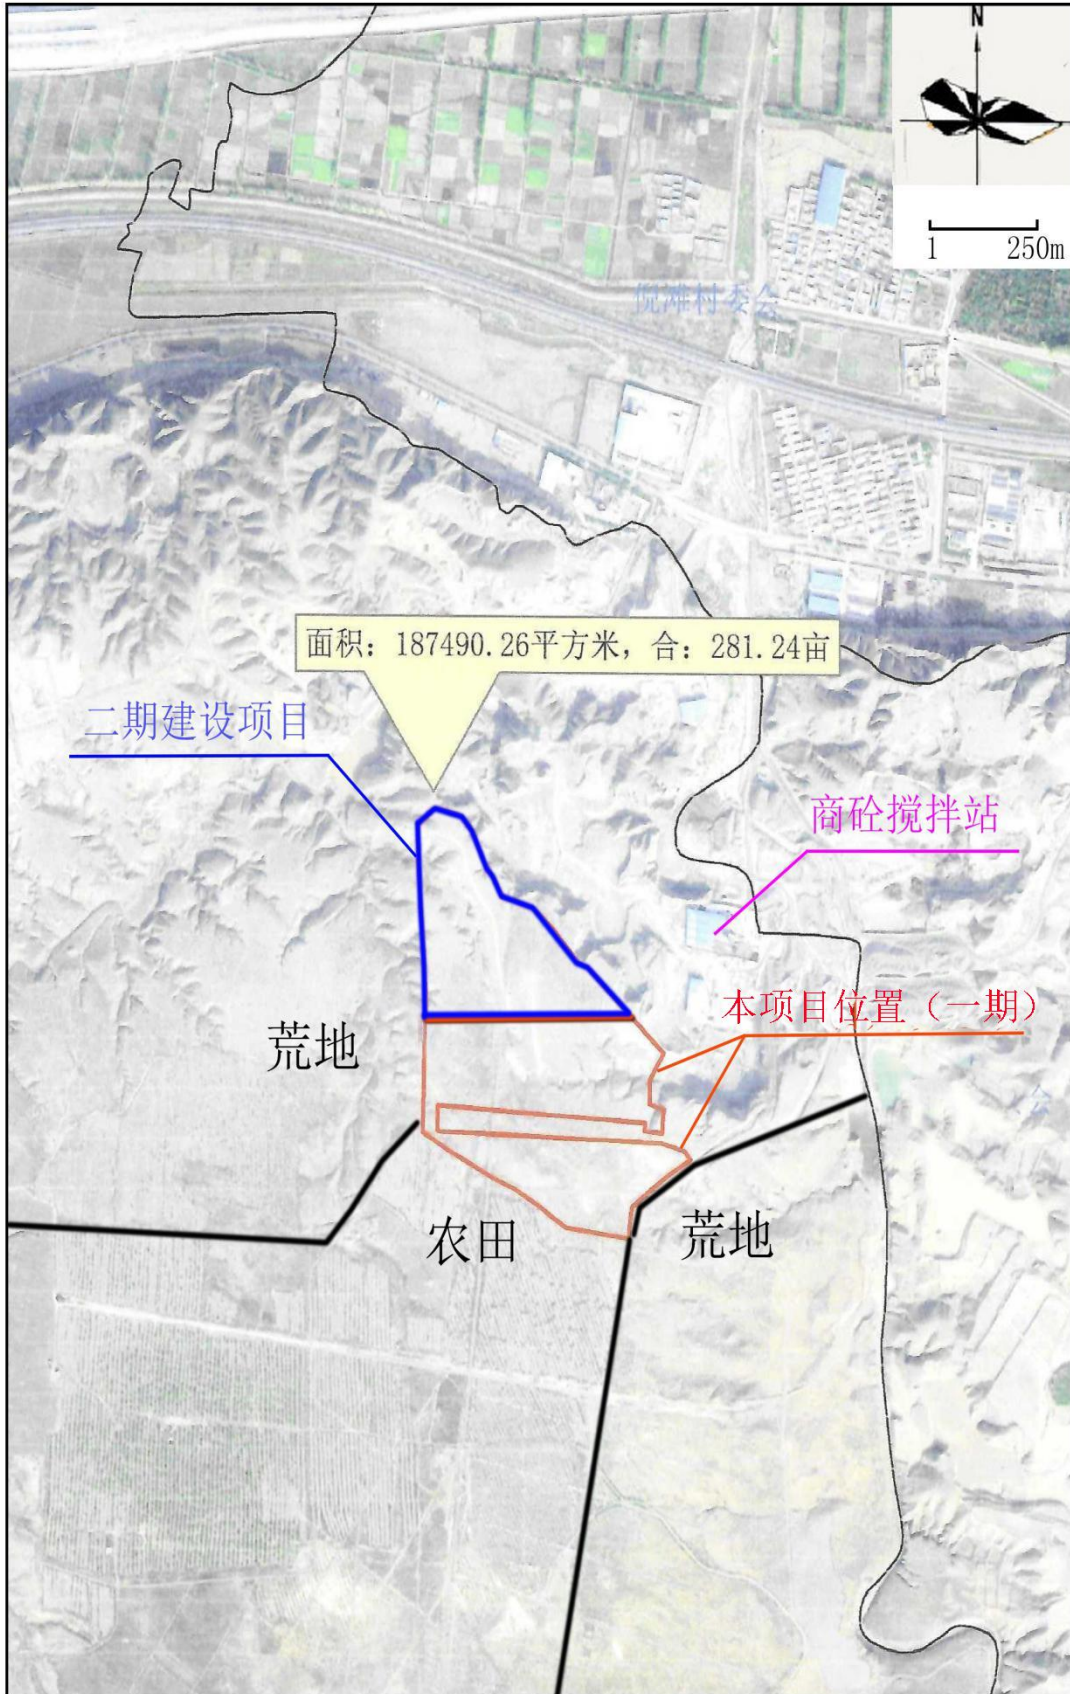 N
1 250m
倪滩村委会
面积：187490.26平方米，合：281.24亩
二期建设项目
商砼搅拌站
本项目位置（一期）
荒地
会
农田
荒地